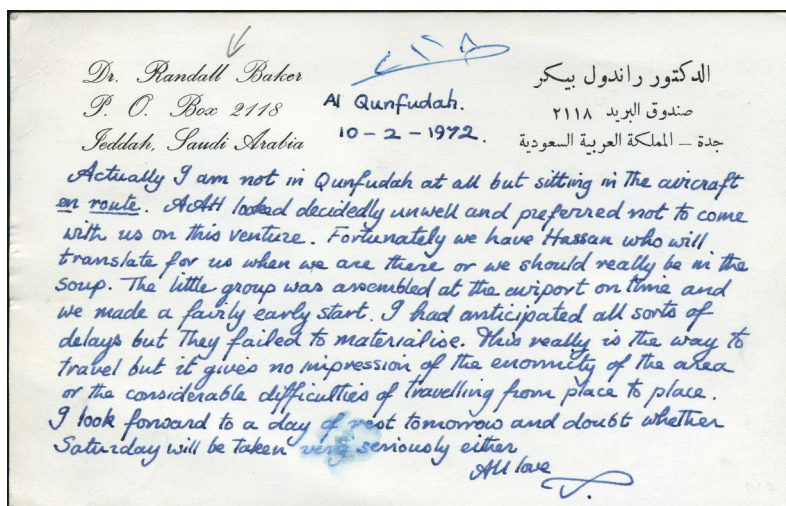 Dr. Randall Baker
P. O. Box 2118
Jeddah, Saudi Arabia
الدكتور راندول بيكر
صندوق البريد ٢١١٨
جدة – المملكة العربية السعودية
Al Qunfudah.
10-2-1972.
Actually I am not in Qunfudah at all but sitting in the aircraft
en route. AAH looked decidedly unwell and preferred not to come
with us on this venture. Fortunately we have Hassan who will
translate for us when we are there or we should really be in the
soup. The little group was assembled at the airport on time and
we made a fairly early start. I had anticipated all sorts of
delays but they failed to materialise. This really is the way to
travel but it gives no impression of the enormity of the area
or the considerable difficulties of travelling from place to place.
I look forward to a day of rest tomorrow and doubt whether
Saturday will be taken very seriously either
All love